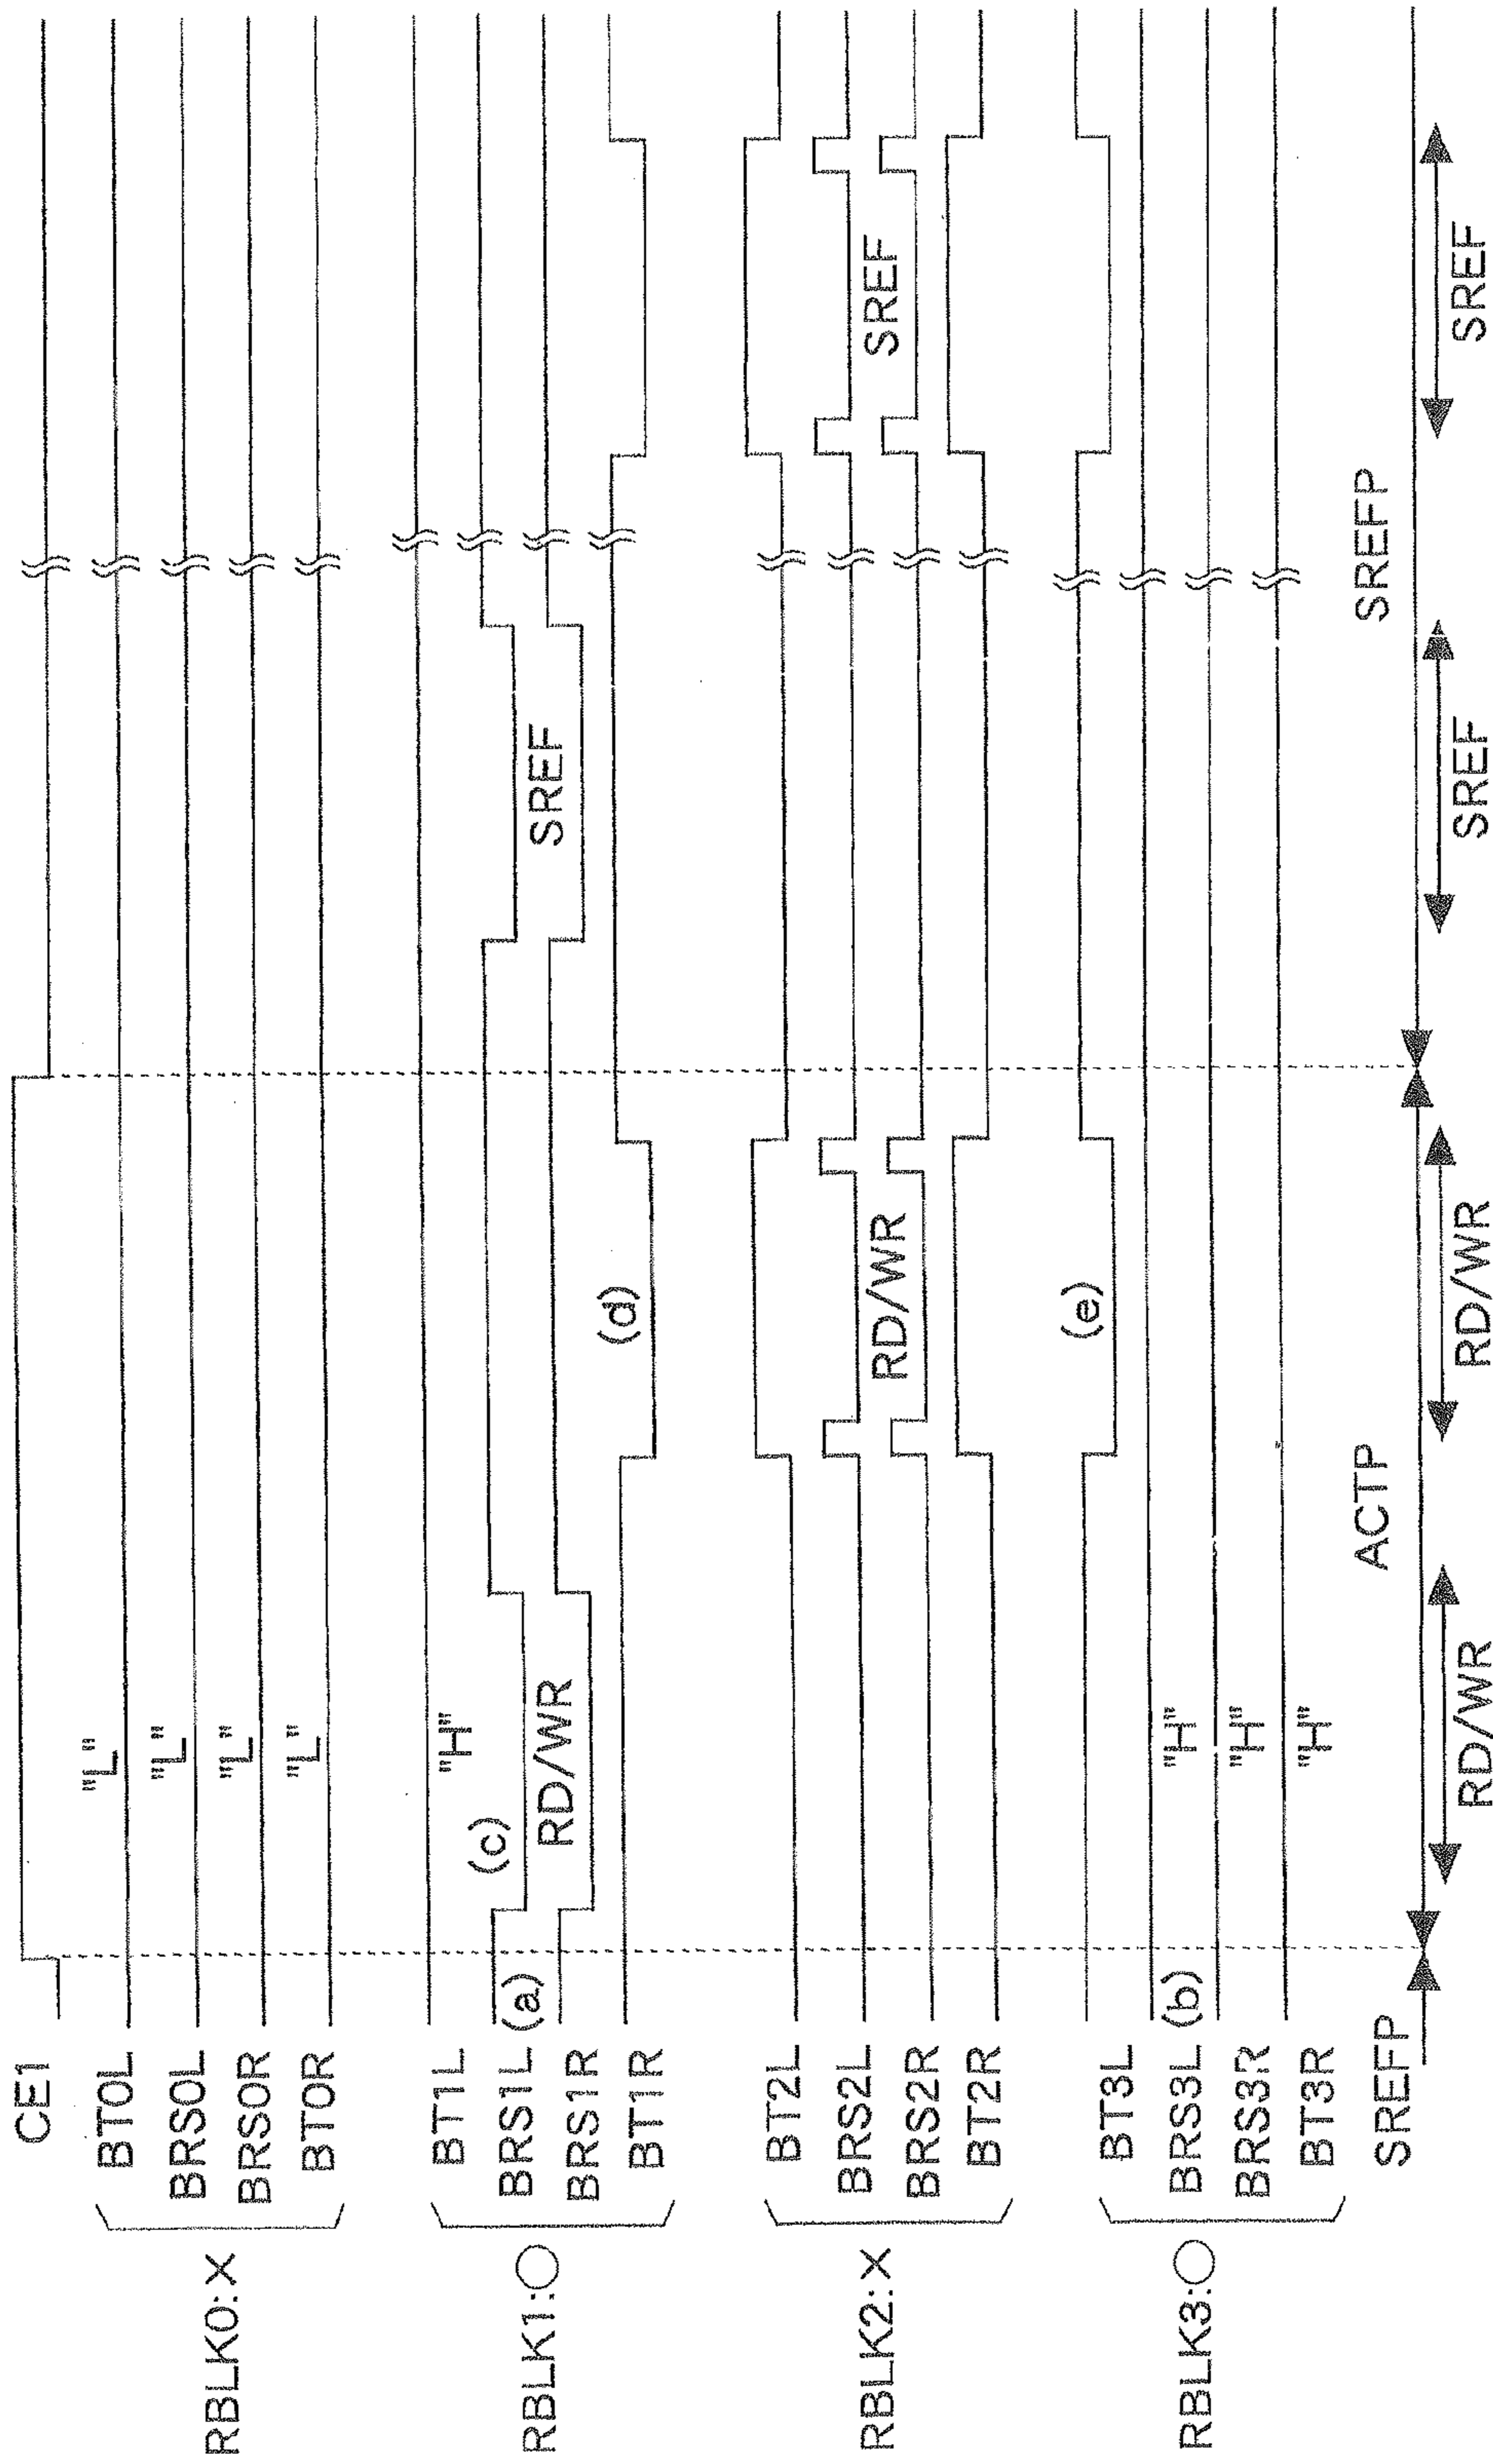 CE1
RBLK0:X
BT0L "L"
BRS0L "L"
BRS0R "L"
BT0R "L"
RBLK1:○
BT1L "H"
BRS1L (a) (c)
RD/WR SREF
BRS1R
BT1R (d)
RBLK2:X
BT2L
BRS2L
RD/WR SREF
BRS2R
BT2R
RBLK3:○
BT3L (e)
BRS3L (b) "H"
BRS3R "H"
BT3R "H"
SREFP ACTP SREFP
RD/WR RD/WR SREF SREF